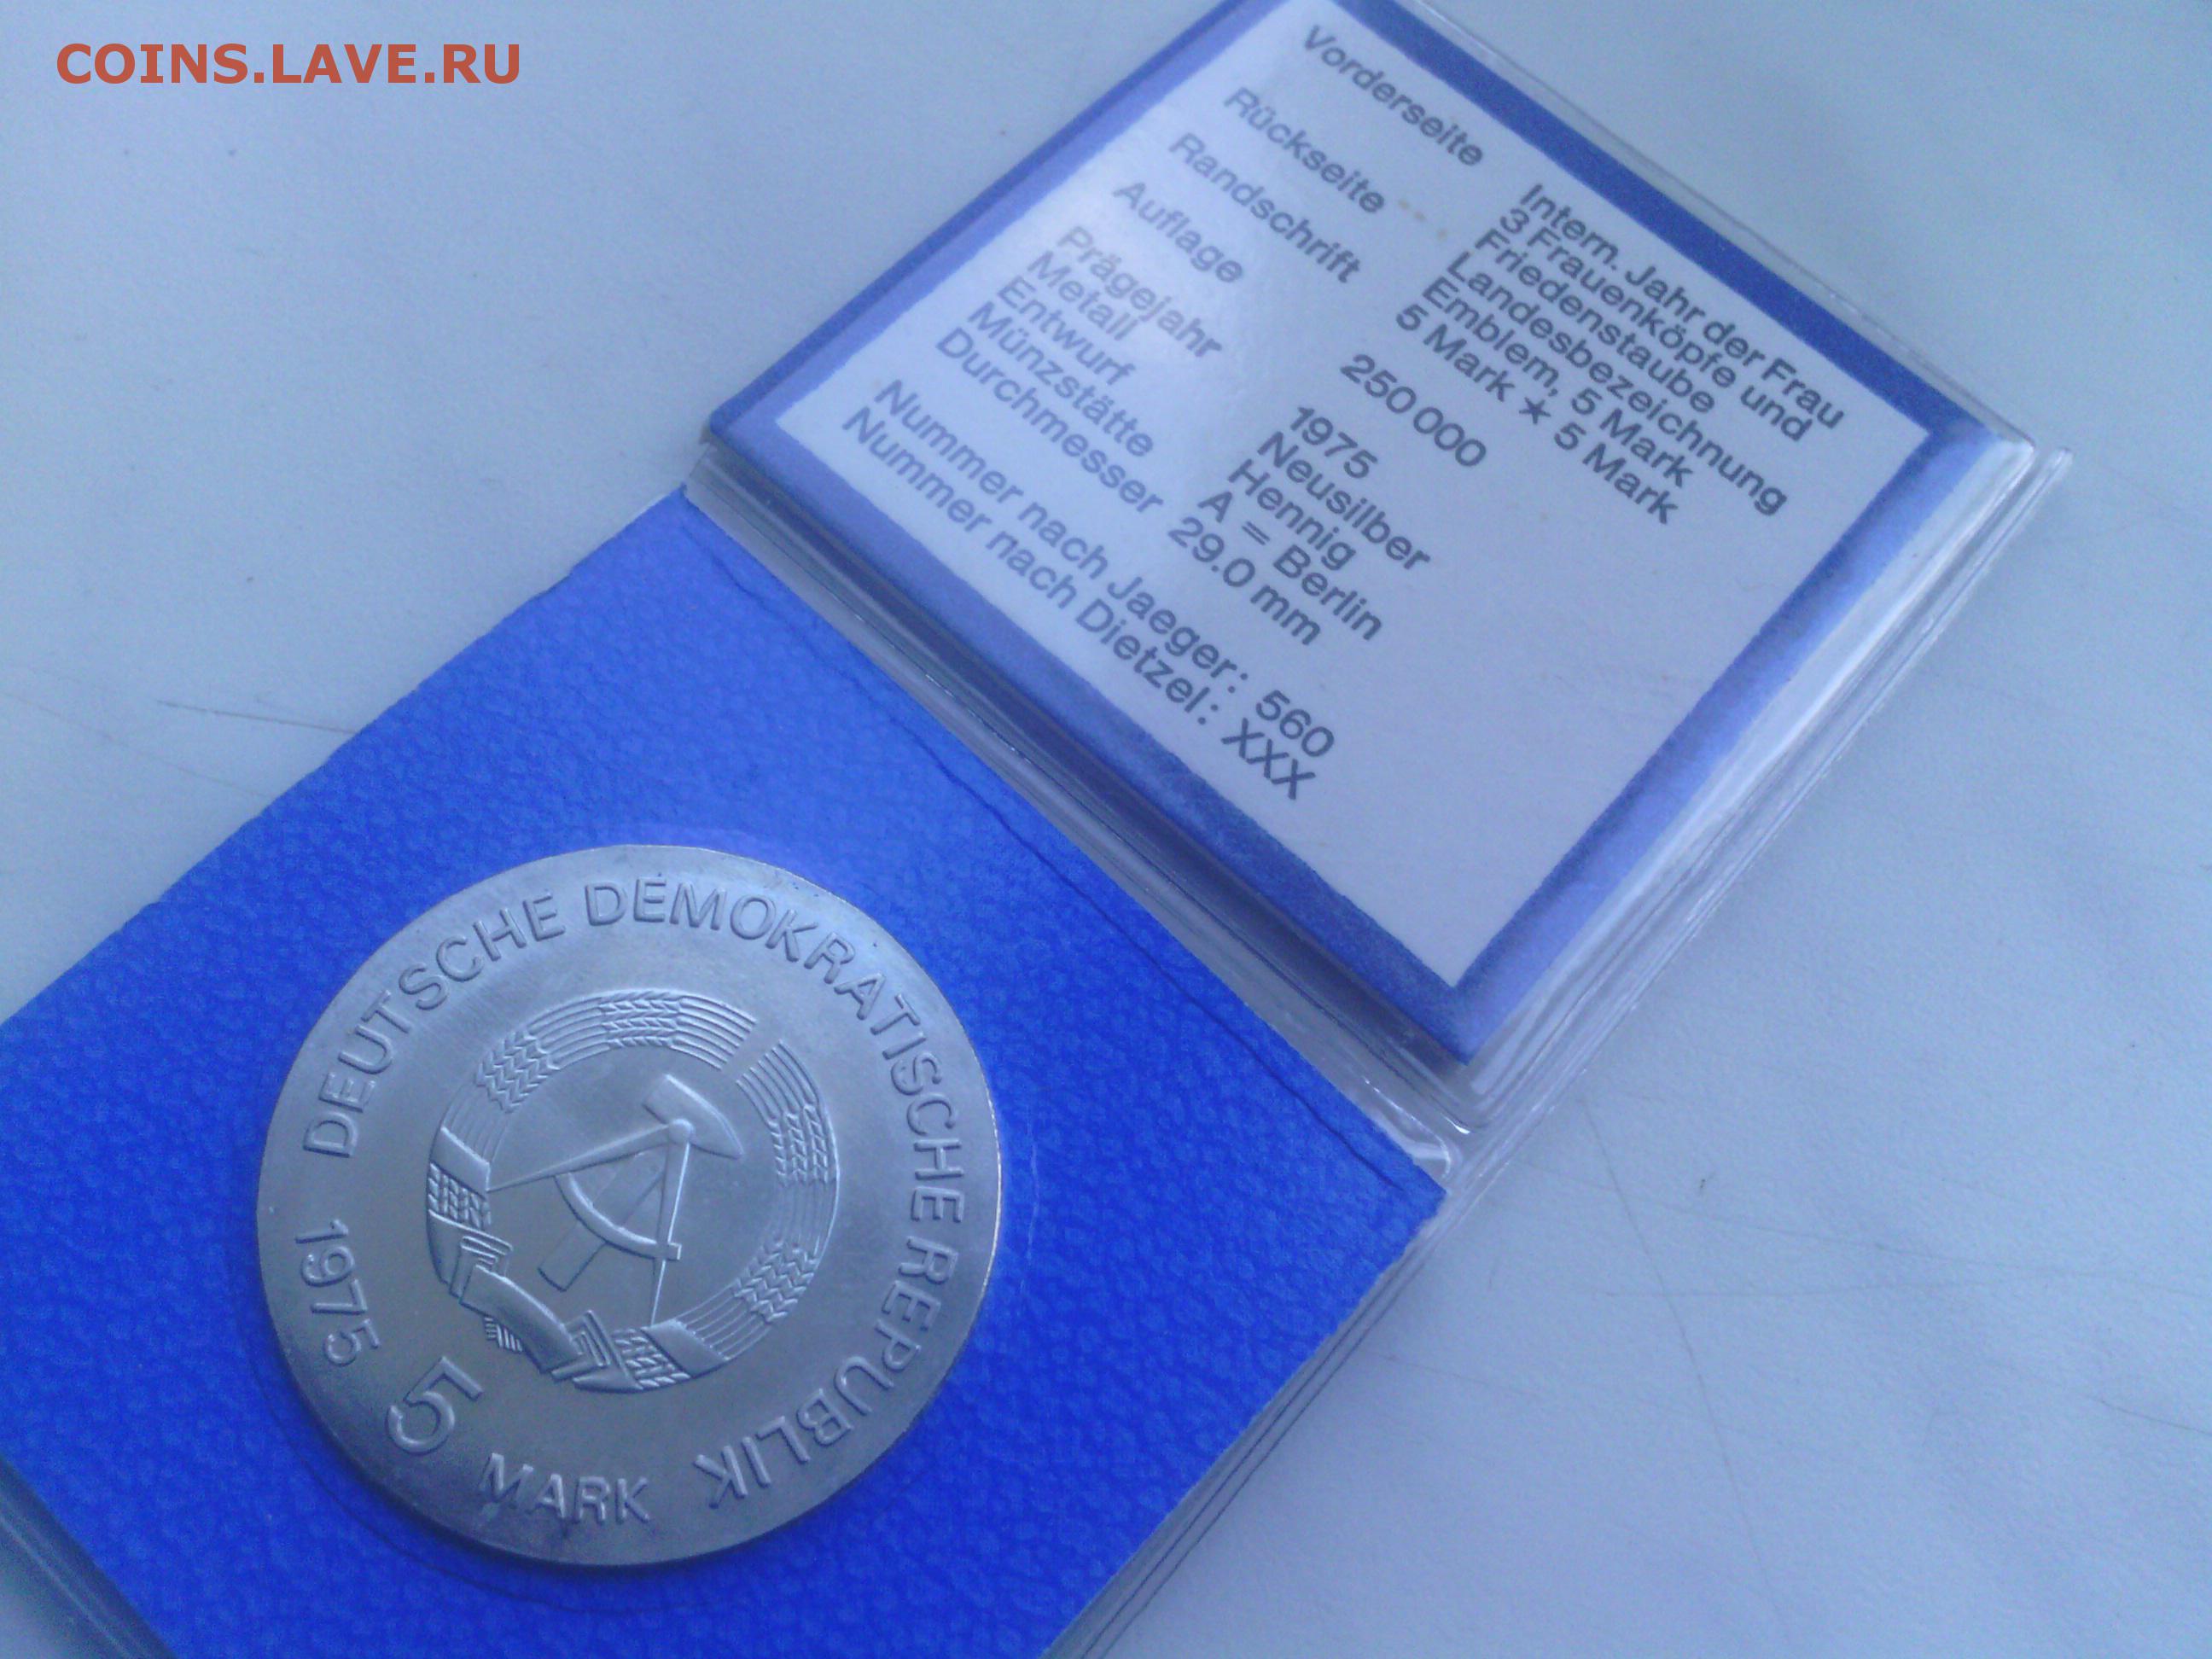 COINS.LAVE.RU
Vorderseite Intern. Jahr der Frau
3 Frauenköpfe und
Friedenstaube
Rückseite Landesbezeichnung
Emblem, 5 Mark
Randschrift 5 Mark ★ 5 Mark
Auflage 250 000
Prägejahr 1975
Metall Neusilber
Entwurf Hennig
Münzstätte A = Berlin
Durchmesser 29.0 mm
Nummer nach Jaeger: 560
Nummer nach Dietzel: XXX
DEUTSCHE DEMOKRATISCHE REPUBLIK
1975
5 MARK